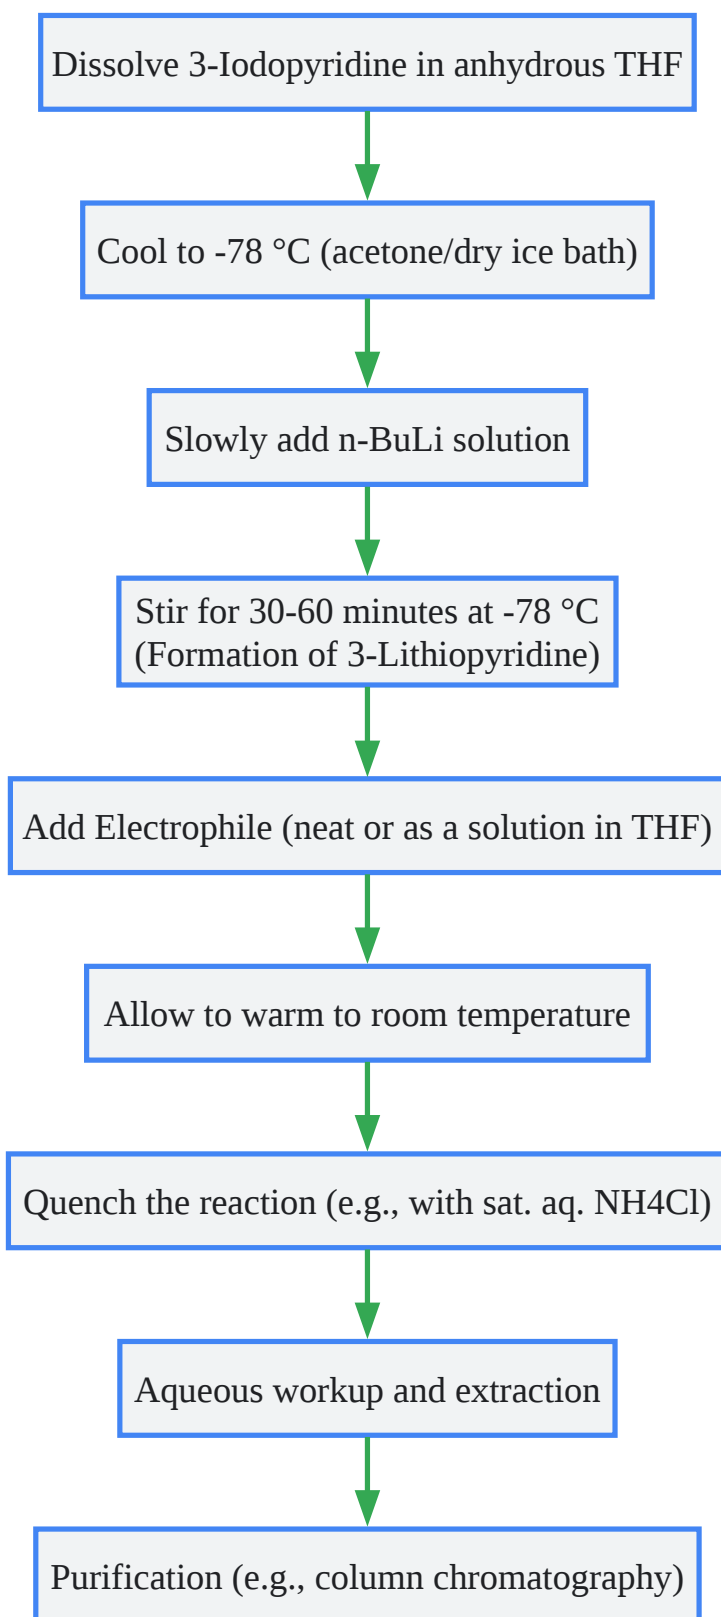 Dissolve 3-Iodopyridine in anhydrous THF
Cool to -78 °C (acetone/dry ice bath)
Slowly add n-BuLi solution
Stir for 30-60 minutes at -78 °C
(Formation of 3-Lithiopyridine)
Add Electrophile (neat or as a solution in THF)
Allow to warm to room temperature
Quench the reaction (e.g., with sat. aq. NH4Cl)
Aqueous workup and extraction
Purification (e.g., column chromatography)